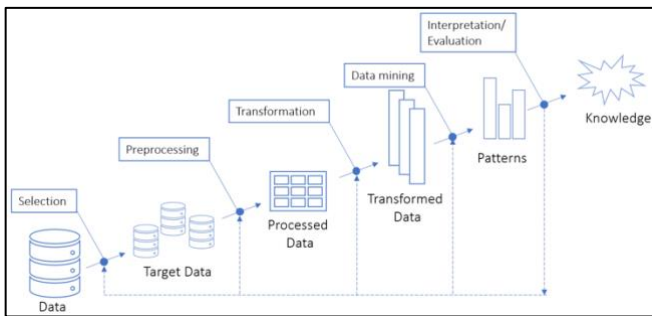 Interpretation/
Evaluation
Data mining
Transformation
Preprocessing
Selection
Knowledge
Patterns
Transformed
Data
Processed
Data
Target Data
Data